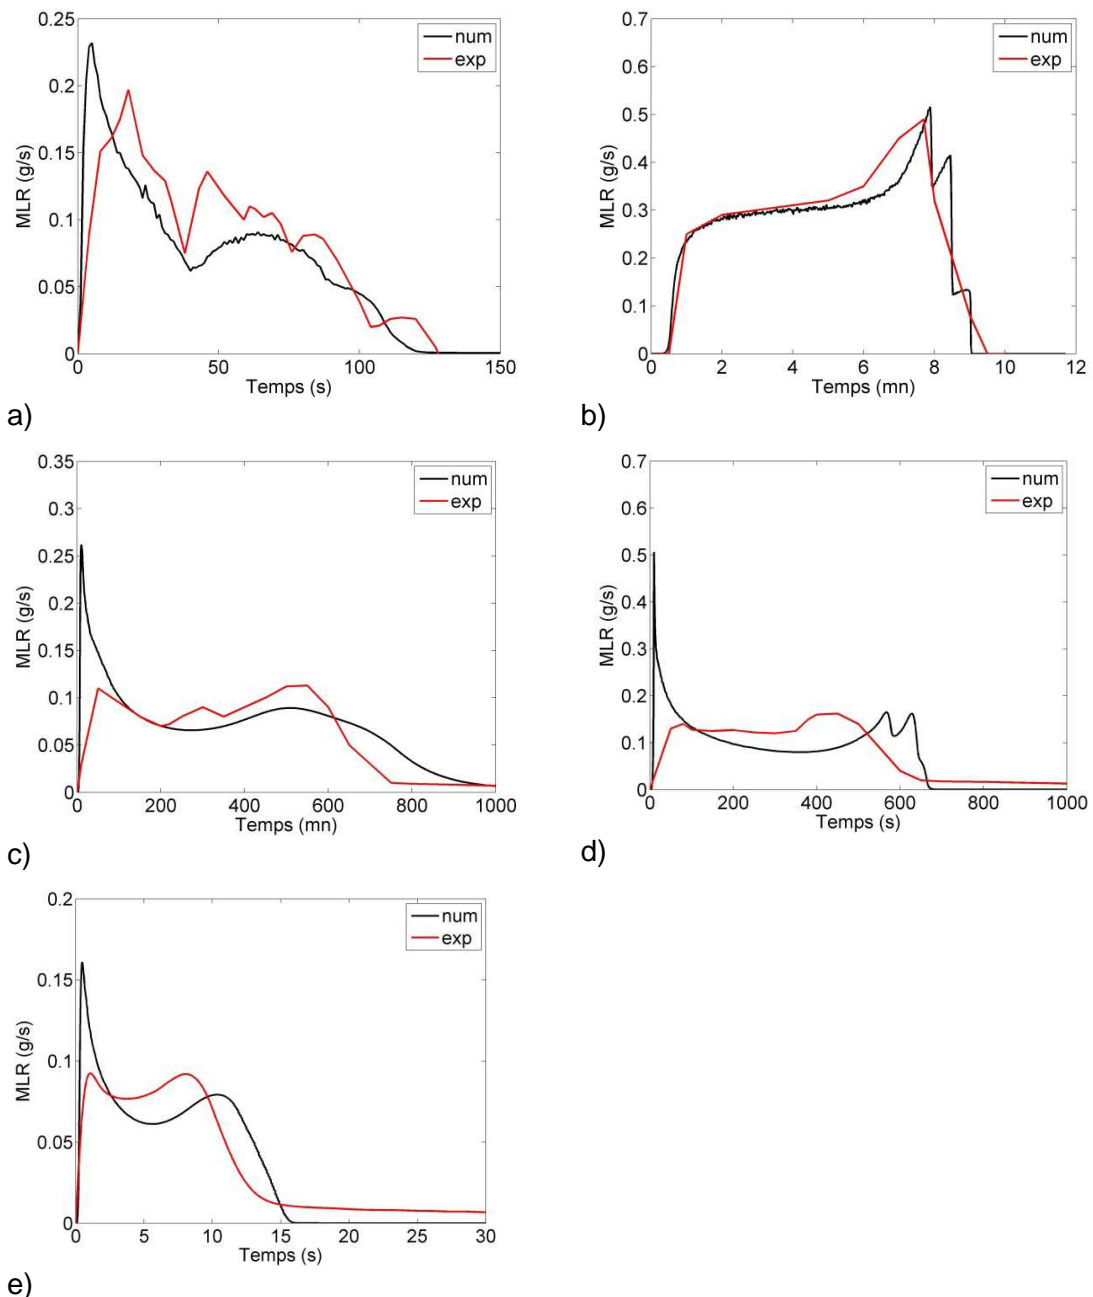 0.25
0.2
0.15
0.1
0.05
0
MLR (g/s)
num
exp
0 50 100 150
Temps (s)
a)
0.7
0.6
0.5
0.4
0.3
0.2
0.1
0
MLR (g/s)
num
exp
0 2 4 6 8 10 12
Temps (mn)
b)
0.35
0.3
0.25
0.2
0.15
0.1
0.05
0
MLR (g/s)
num
exp
0 200 400 600 800 1000
Temps (mn)
c)
0.7
0.6
0.5
0.4
0.3
0.2
0.1
0
MLR (g/s)
num
exp
0 200 400 600 800 1000
Temps (s)
d)
0.2
0.15
0.1
0.05
0
MLR (g/s)
num
exp
0 5 10 15 20 25 30
Temps (s)
e)